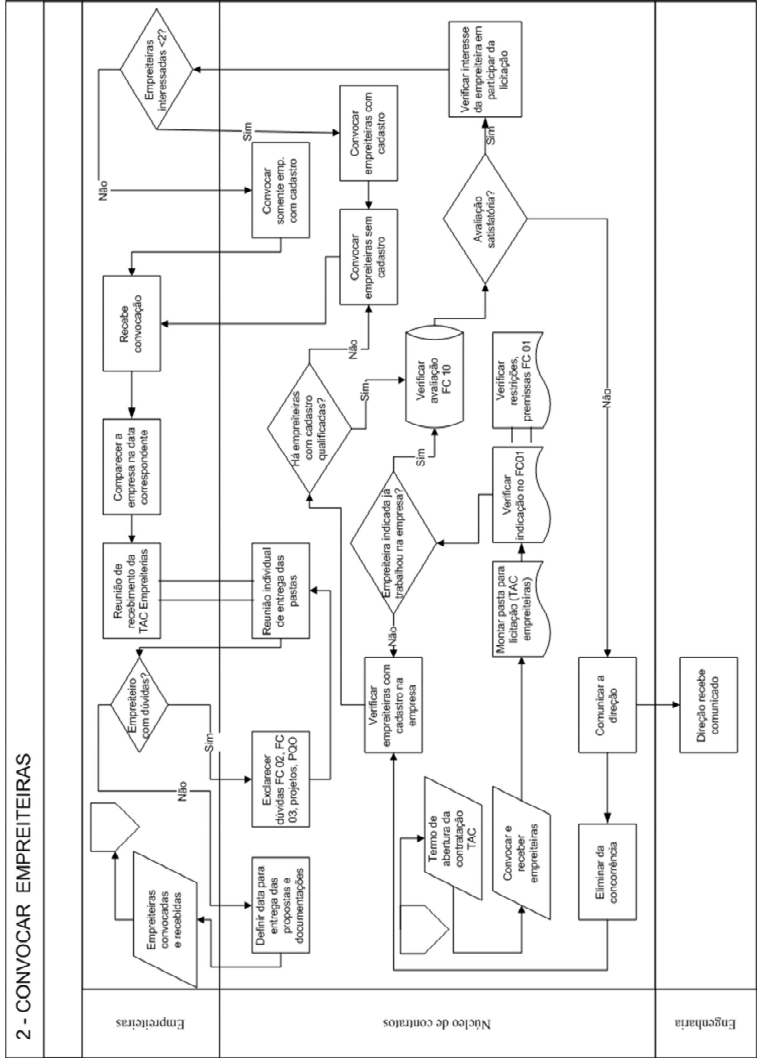 2 - CONVOCAR EMPREITEIRAS
Empreiteiras
Empreiteiras
convocadas
e recebidas
Definir data para
entrega das
propostas e
documentações
Não
Empreiteiro
com dúvidas?
Sim
Exclarecer
dúvidas FC 02, FC
03, projetos, PQO
Reunião de
recebimento da
TAC Empreiterias
Reunião individual
de entrega das
pastas
Comparecer a
empresa na data
correspondente
Recebe
convocação
Convocar
somente emp.
com cadastro
Não
Empreiteiras
interessadas <2?
Sim
Núcleo de contratos
Termo de
abertura da
contratação
TAC
Convocar e
receber
empreiteiras
Verificar
empreiteiras com
cadastro na
empresa
Não
Empreiteira indicada já
trabalhou na empresa?
Sim
Montar pasta para
licitação (TAC
empreiteiras)
Verificar
indicação no FC01
Verificar
restrições,
premissas FC 01
Há empreiteiras
com cadastro
qualificadas?
Não
Sim
Verificar
avaliação
FC 10
Convocar
empreiteiras sem
cadastro
Convocar
empreiteiras com
cadastro
Avaliação
satisfatória?
Sim
Não
Verificar interesse
da empreiteira em
participar da
licitação
Eliminar da
concorrência
Comunicar a
direção
Engenharia
Direção recebe
comunicado